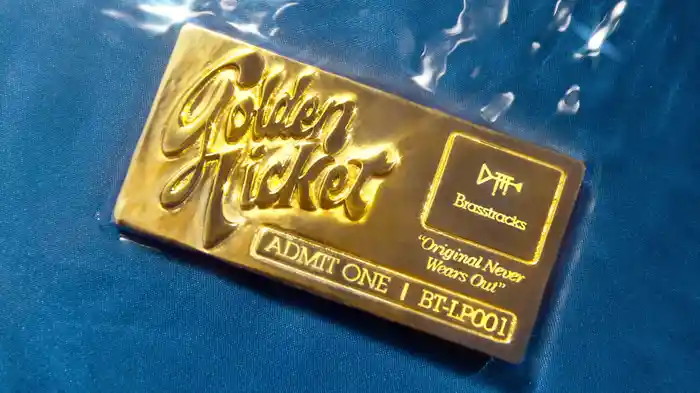 Golden
Ticket
Brasstracks
"Original Never
Wears Out"
ADMIT ONE | BT-LP001